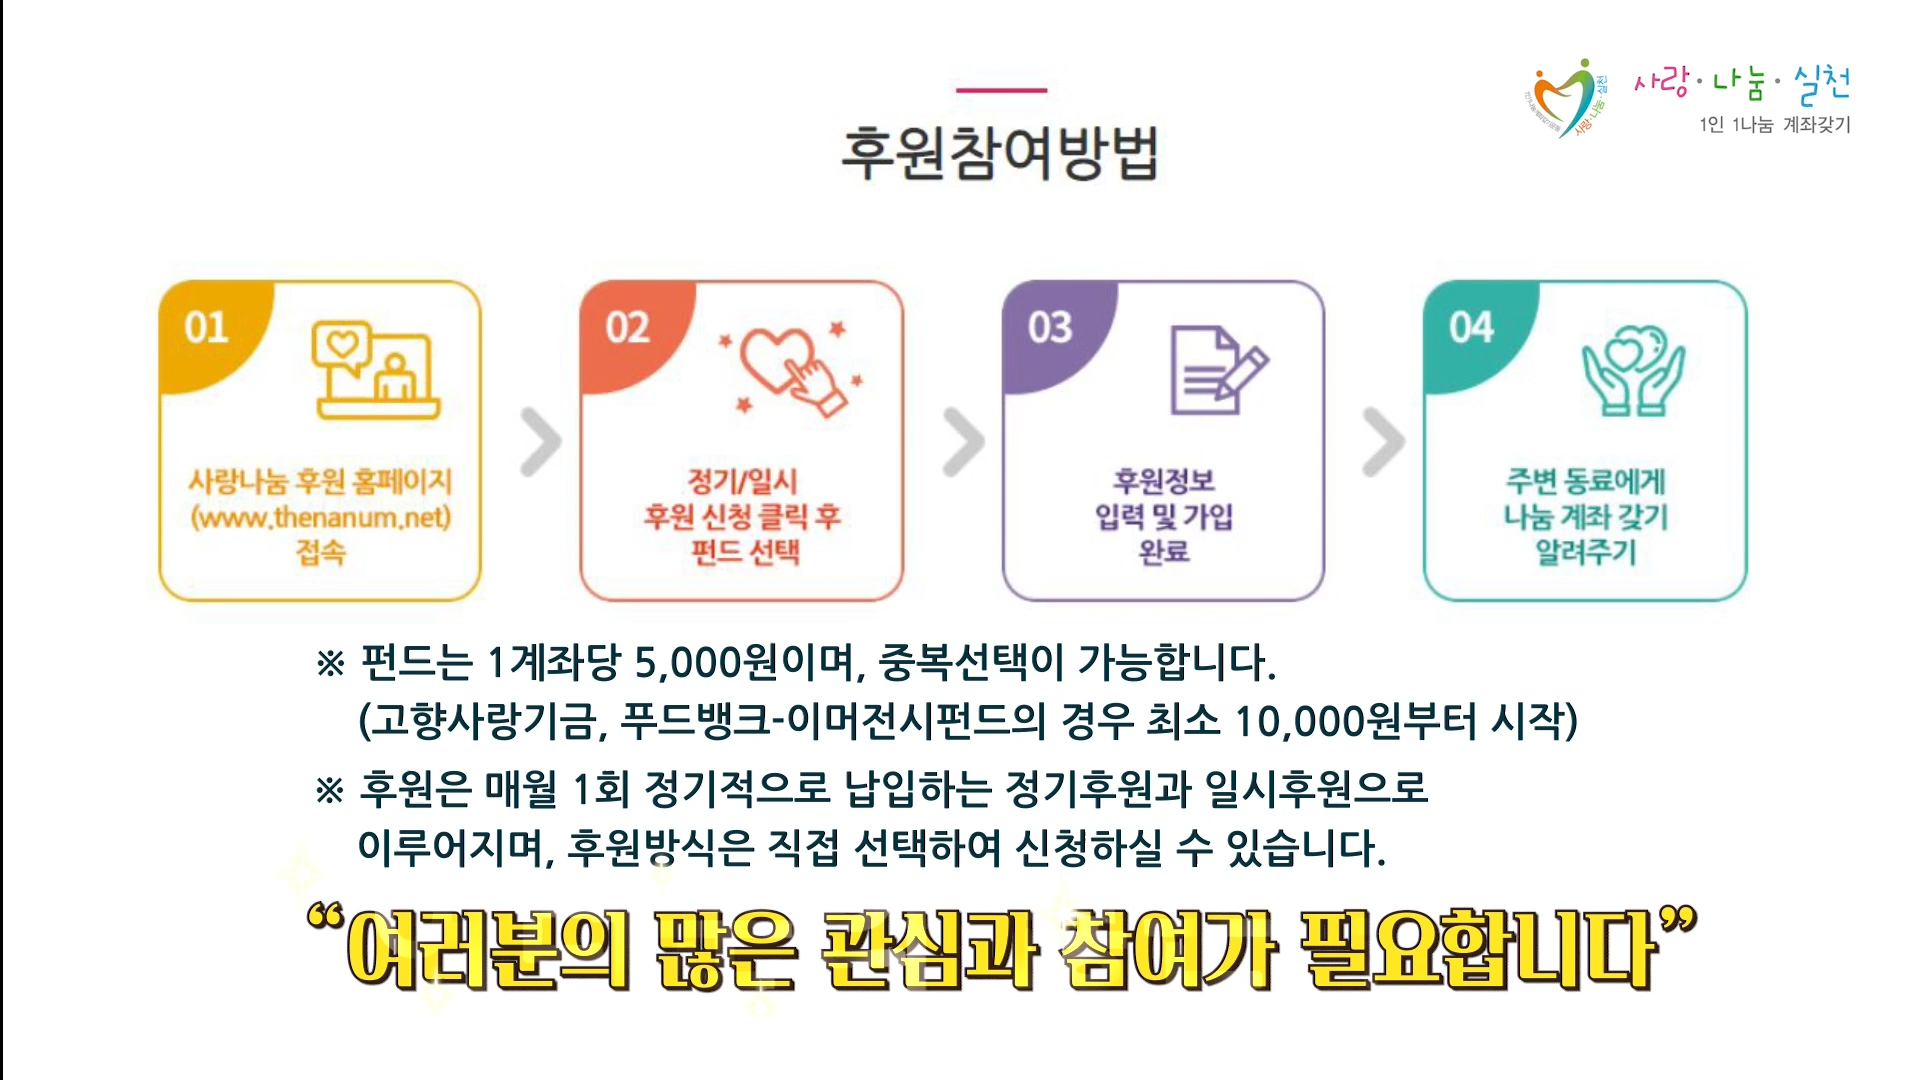 사랑·나눔·실천
1인 1나눔 계좌갖기
후원참여방법
01
사랑나눔 후원 홈페이지
(www.thenanum.net)
접속
02
정기/일시
후원 신청 클릭 후
펀드 선택
03
후원정보
입력 및 가입
완료
04
주변 동료에게
나눔 계좌 갖기
알려주기
※ 펀드는 1계좌당 5,000원이며, 중복선택이 가능합니다.
(고향사랑기금, 푸드뱅크-이머전시펀드의 경우 최소 10,000원부터 시작)
※ 후원은 매월 1회 정기적으로 납입하는 정기후원과 일시후원으로
이루어지며, 후원방식은 직접 선택하여 신청하실 수 있습니다.
“여러분의 많은 관심과 참여가 필요합니다”